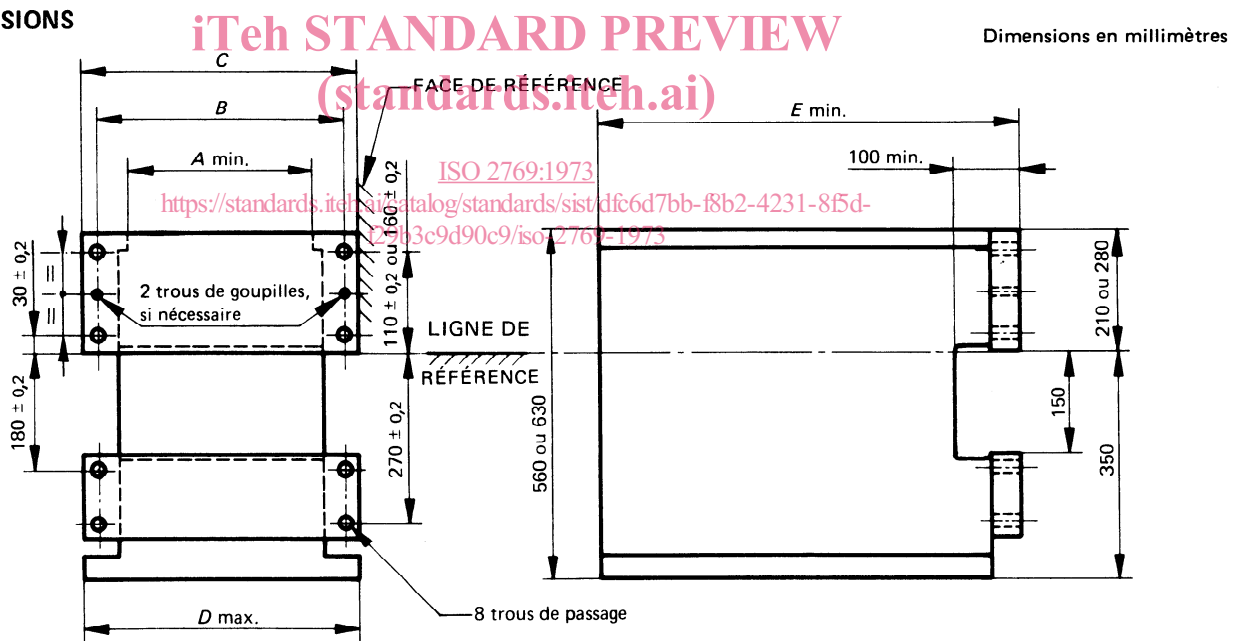 SIONS
iTeh STANDARD PREVIEW
(standards.iteh.ai)
Dimensions en millimètres
C
FACE DE RÉFÉRENCE
B
E min.
A min.
100 min.
ISO 2769:1973
https://standards.iteh.ai/catalog/standards/sist/dfc6d7bb-f8b2-4231-8f5d-
f29b3c9d90c9/iso-2769-1973
30 ± 0,2
=
=
2 trous de goupilles,
si nécessaire
110 ± 0,2 ou 160 ± 0,2
210 ou 280
LIGNE DE
RÉFÉRENCE
180 ± 0,2
270 ± 0,2
560 ou 630
150
350
D max.
8 trous de passage